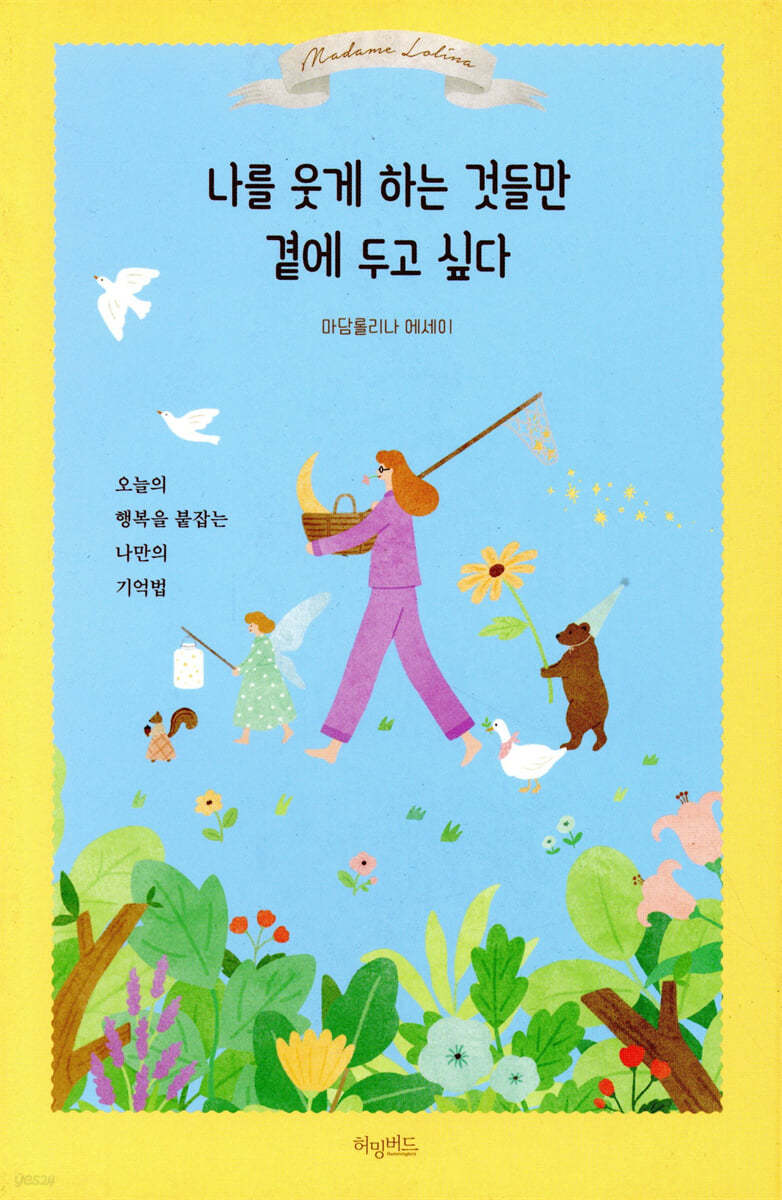 Madame Lolina
나를 웃게 하는 것들만
곁에 두고 싶다
마담롤리나 에세이
오늘의
행복을 붙잡는
나만의
기억법
허밍버드
Hummingbird
yes24